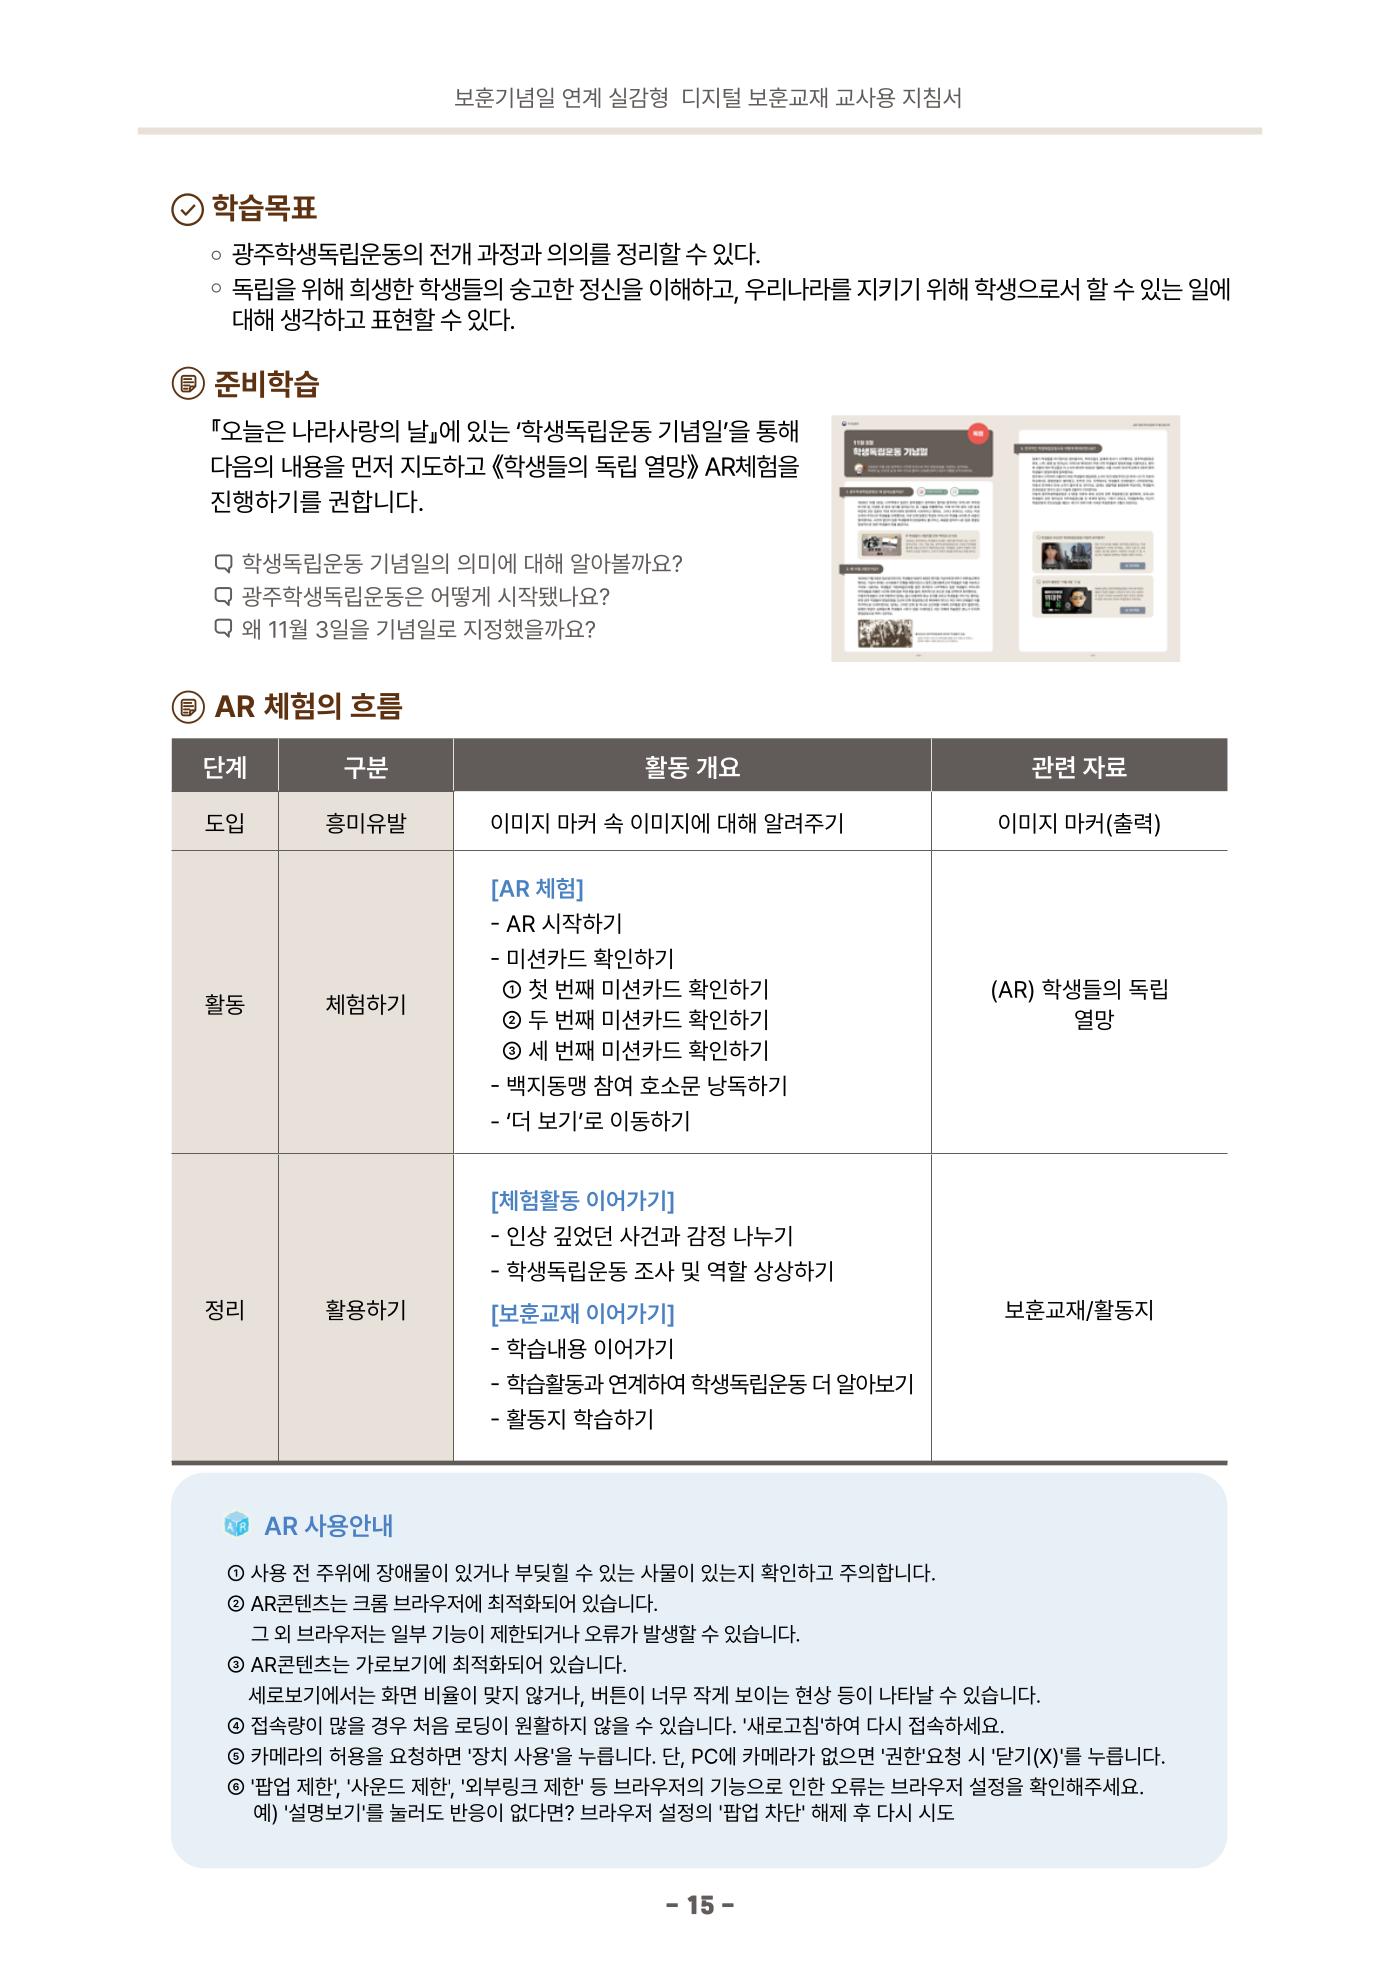 보훈기념일 연계 실감형 디지털 보훈교재 교사용 지침서
학습목표
○ 광주학생독립운동의 전개 과정과 의의를 정리할 수 있다.
○ 독립을 위해 희생한 학생들의 숭고한 정신을 이해하고, 우리나라를 지키기 위해 학생으로서 할 수 있는 일에
대해 생각하고 표현할 수 있다.
준비학습
『오늘은 나라사랑의 날』에 있는 ‘학생독립운동 기념일’을 통해
다음의 내용을 먼저 지도하고 《학생들의 독립 열망》 AR체험을
진행하기를 권합니다.
학생독립운동 기념일의 의미에 대해 알아볼까요?
광주학생독립운동은 어떻게 시작됐나요?
왜 11월 3일을 기념일로 지정했을까요?
독립
11월 3일
학생독립운동 기념일
AR 체험의 흐름
단계 구분 활동 개요 관련 자료
도입 흥미유발 이미지 마커 속 이미지에 대해 알려주기 이미지 마커(출력)
활동 체험하기
[AR 체험]
- AR 시작하기
- 미션카드 확인하기
① 첫 번째 미션카드 확인하기
② 두 번째 미션카드 확인하기
③ 세 번째 미션카드 확인하기
- 백지동맹 참여 호소문 낭독하기
- ‘더 보기’로 이동하기
(AR) 학생들의 독립
열망
정리 활용하기
[체험활동 이어가기]
- 인상 깊었던 사건과 감정 나누기
- 학생독립운동 조사 및 역할 상상하기
[보훈교재 이어가기]
- 학습내용 이어가기
- 학습활동과 연계하여 학생독립운동 더 알아보기
- 활동지 학습하기
보훈교재/활동지
AR 사용안내
① 사용 전 주위에 장애물이 있거나 부딪힐 수 있는 사물이 있는지 확인하고 주의합니다.
② AR콘텐츠는 크롬 브라우저에 최적화되어 있습니다.
그 외 브라우저는 일부 기능이 제한되거나 오류가 발생할 수 있습니다.
③ AR콘텐츠는 가로보기에 최적화되어 있습니다.
세로보기에서는 화면 비율이 맞지 않거나, 버튼이 너무 작게 보이는 현상 등이 나타날 수 있습니다.
④ 접속량이 많을 경우 처음 로딩이 원활하지 않을 수 있습니다. '새로고침'하여 다시 접속하세요.
⑤ 카메라의 허용을 요청하면 '장치 사용'을 누릅니다. 단, PC에 카메라가 없으면 '권한'요청 시 '닫기(X)'를 누릅니다.
⑥ '팝업 제한', '사운드 제한', '외부링크 제한' 등 브라우저의 기능으로 인한 오류는 브라우저 설정을 확인해주세요.
예) '설명보기'를 눌러도 반응이 없다면? 브라우저 설정의 '팝업 차단' 해제 후 다시 시도
- 15 -